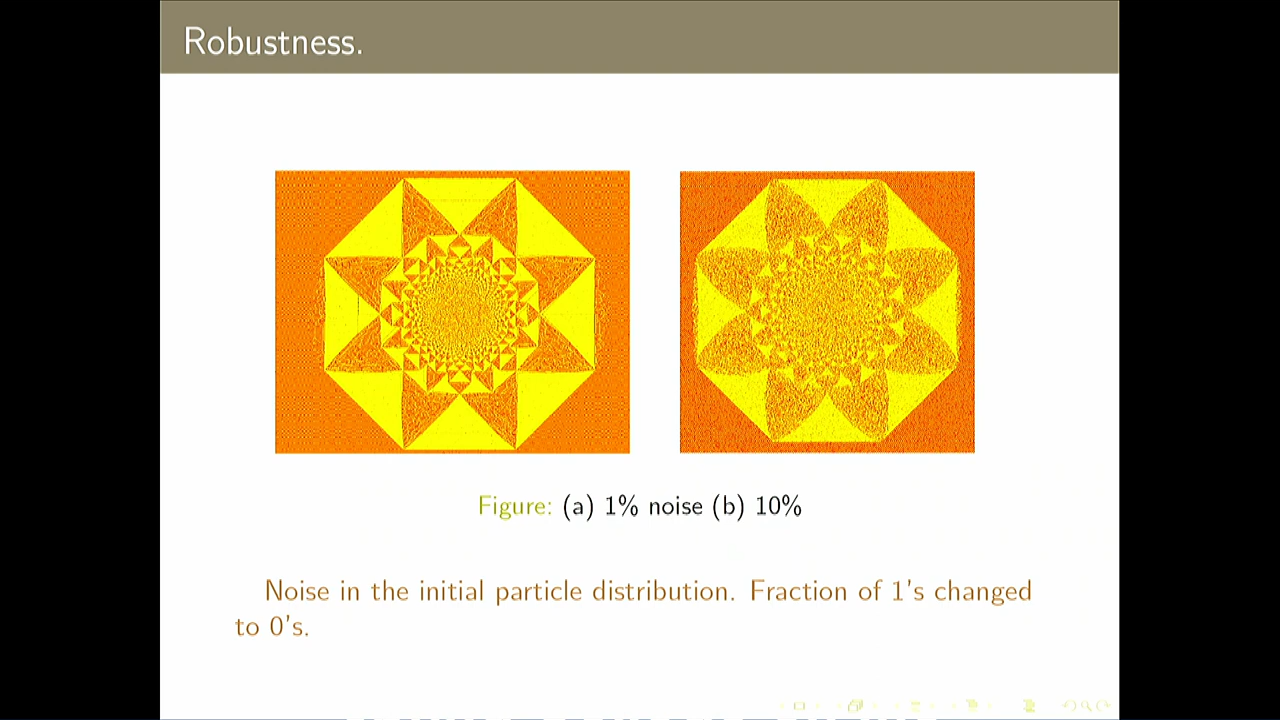 Robustness.
Figure: (a) 1% noise (b) 10%
Noise in the initial particle distribution. Fraction of 1's changed
to 0's.